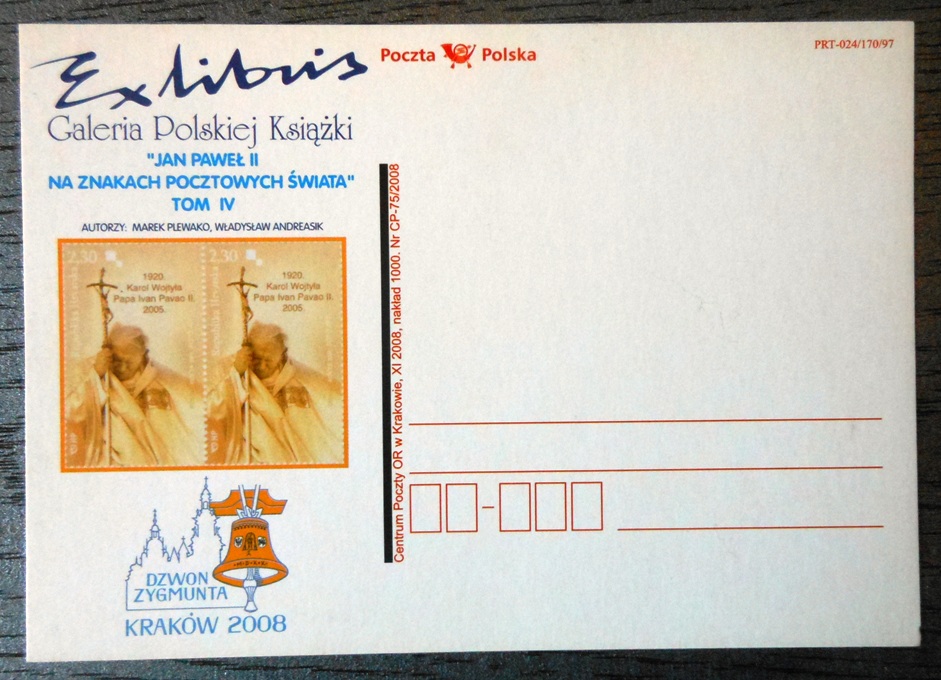 Exlibris
Galeria Polskiej Książki
"JAN PAWEŁ II
NA ZNAKACH POCZTOWYCH ŚWIATA"
TOM IV
AUTORZY: MAREK PLEWAKO, WŁADYSŁAW ANDREASIK
2.30
1920.
Karol Wojtyła
Papa Ivan Pavao II.
2005.
2.30
1920.
Karol Wojtyła
Papa Ivan Pavao II.
2005.
DZWON
ZYGMUNTA
KRAKÓW 2008
Poczta Polska
PRT-024/170/97
Centrum Poczty OR w Krakowie, XI 2008, nakład 1000. Nr CP-75/2008